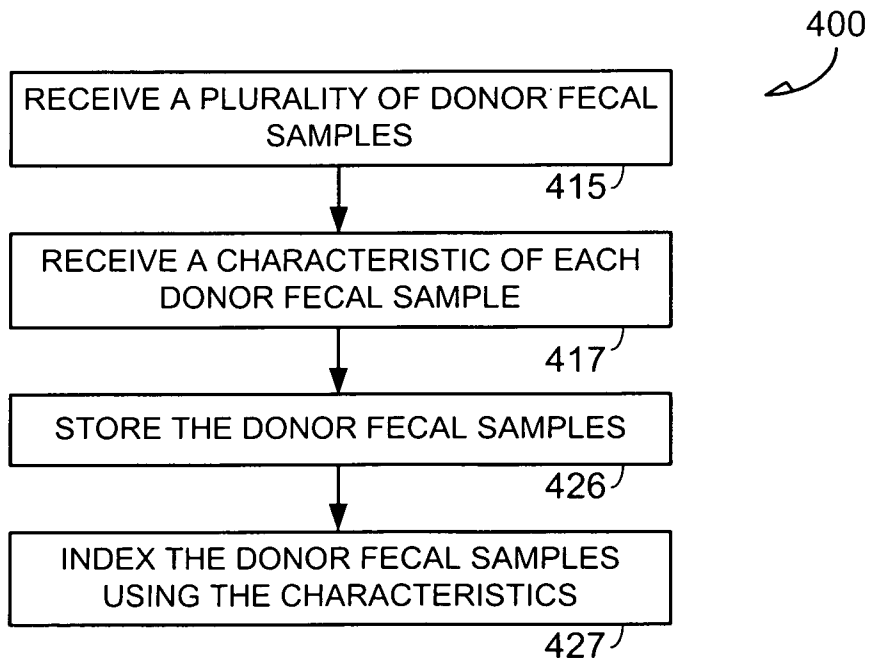 400
RECEIVE A PLURALITY OF DONOR FECAL
SAMPLES
415
RECEIVE A CHARACTERISTIC OF EACH
DONOR FECAL SAMPLE
417
STORE THE DONOR FECAL SAMPLES
426
INDEX THE DONOR FECAL SAMPLES
USING THE CHARACTERISTICS
427